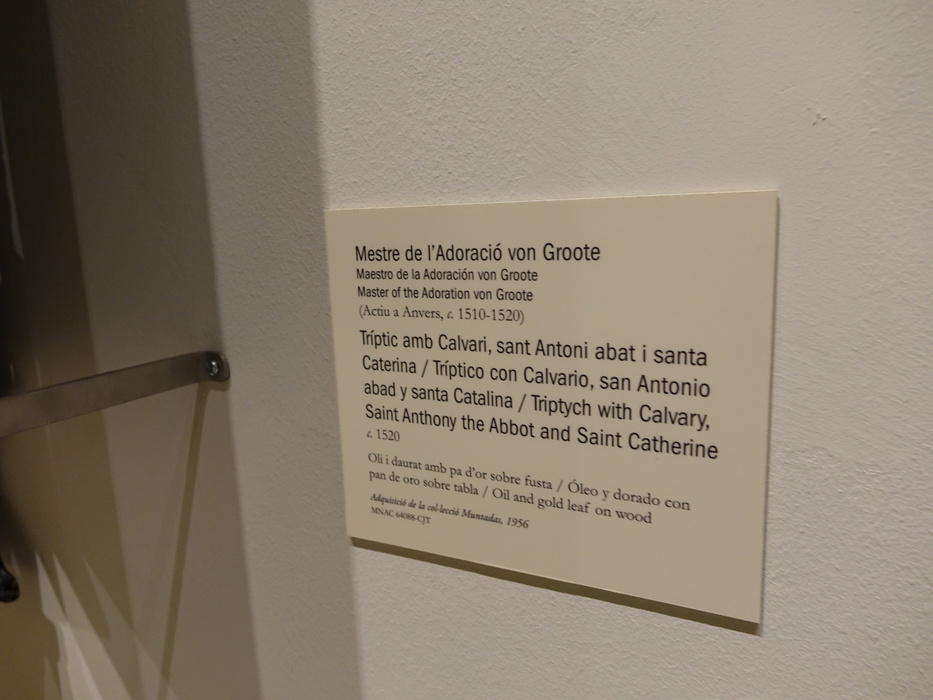 Mestre de l'Adoració von Groote
Maestro de la Adoración von Groote
Master of the Adoration von Groote
(Actiu a Anvers, c. 1510-1520)
Tríptic amb Calvari, sant Antoni abat i santa
Caterina / Tríptico con Calvario, san Antonio
abad y santa Catalina / Triptych with Calvary,
Saint Anthony the Abbot and Saint Catherine
c. 1520
Oli i daurat amb pa d'or sobre fusta / Óleo y dorado con
pan de oro sobre tabla / Oil and gold leaf on wood
Adquisició de la col·lecció Muntadas, 1956
MNAC 64088-CJT